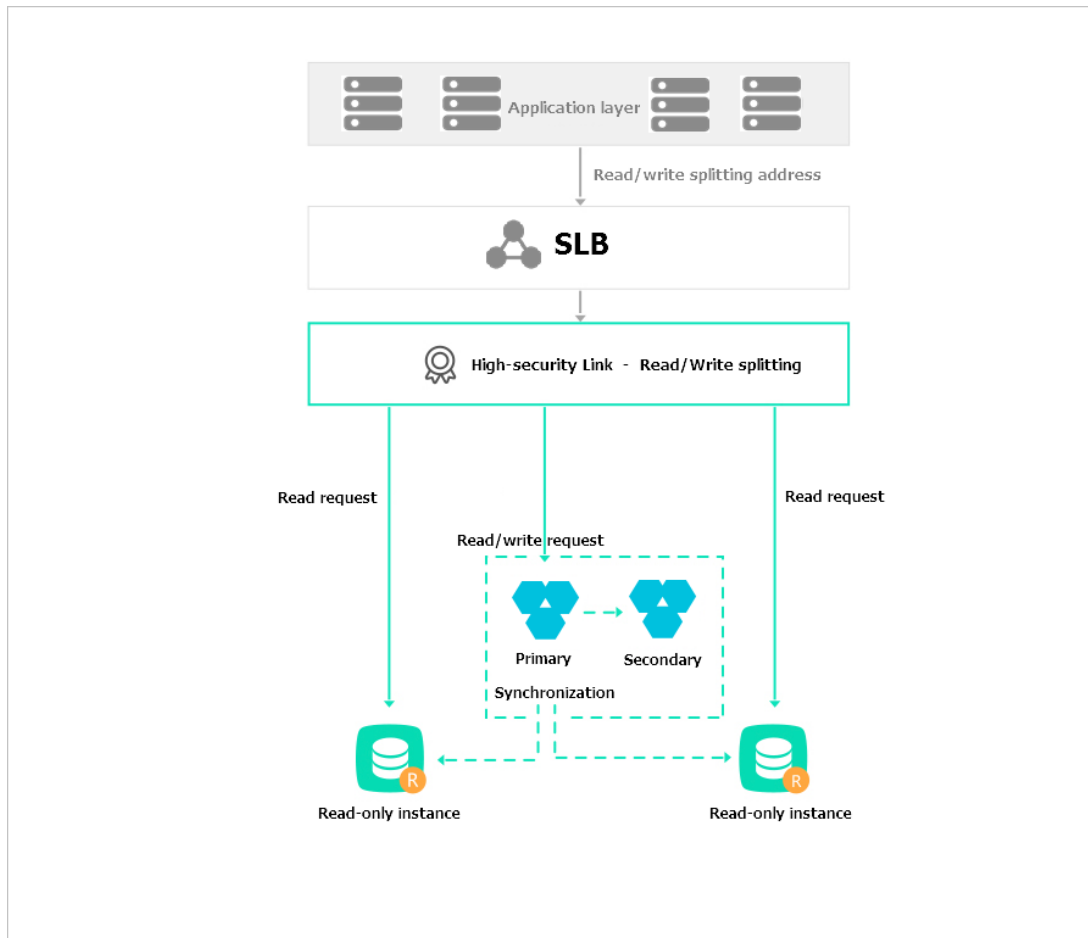 Application layer
Read/write splitting address
SLB
High-security Link - Read/Write splitting
Read request
Read request
Read/write request
Primary
Secondary
Synchronization
R
R
Read-only instance
Read-only instance